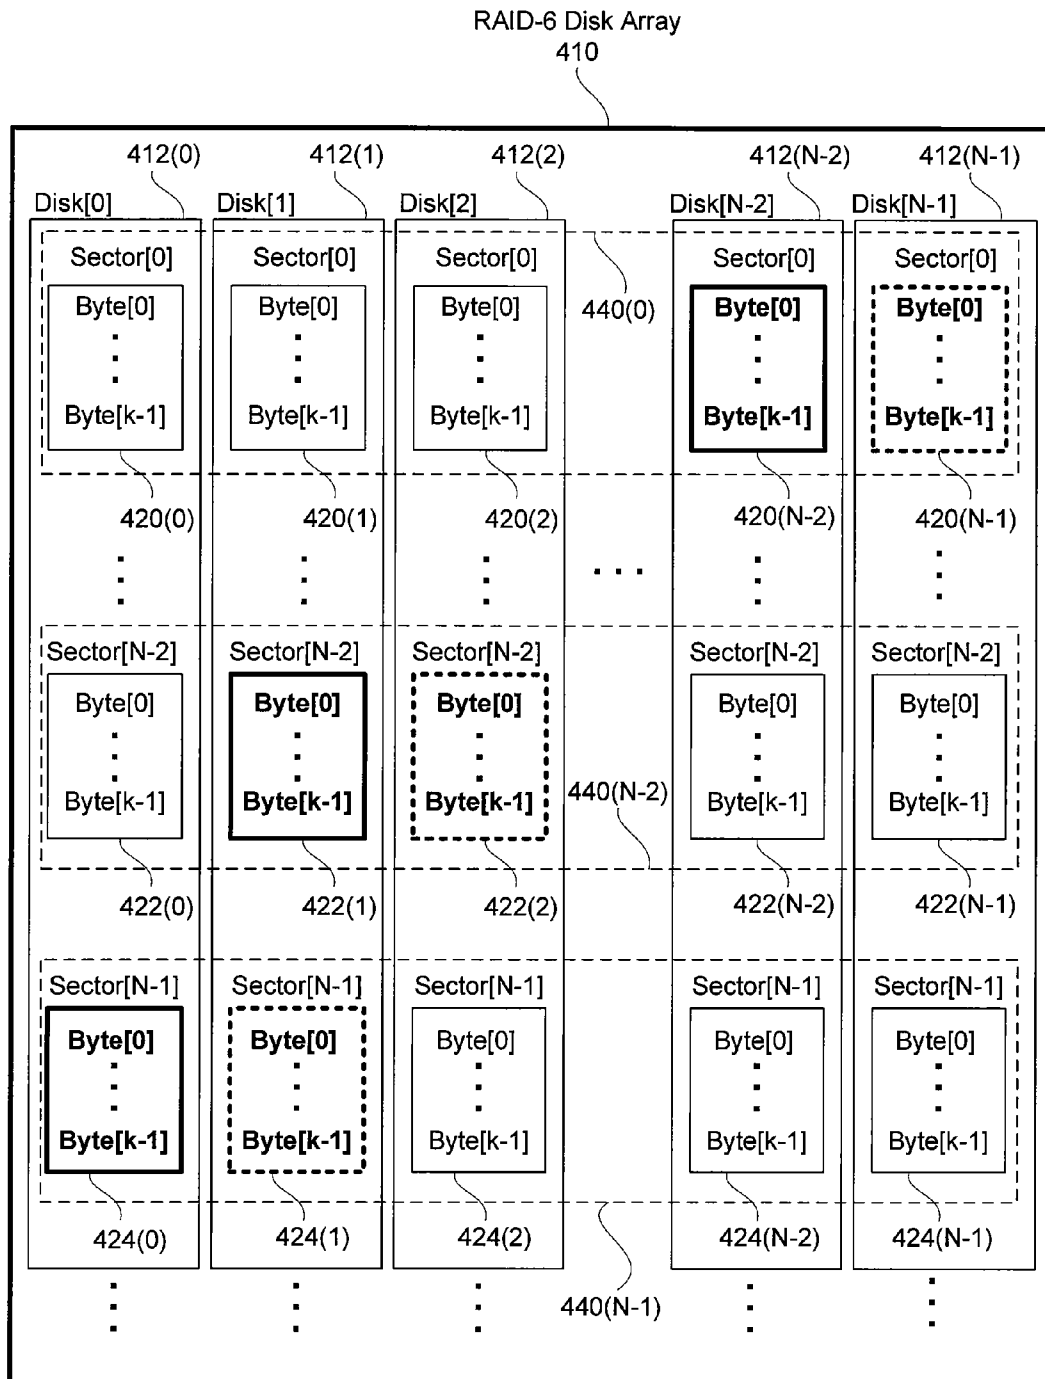 RAID-6 Disk Array
410
412(0) 412(1) 412(2) 412(N-2) 412(N-1)
Disk[0] Disk[1] Disk[2] Disk[N-2] Disk[N-1]
Sector[0] Sector[0] Sector[0] Sector[0] Sector[0]
440(0)
Byte[0] Byte[0] Byte[0] Byte[0] Byte[0]
Byte[k-1] Byte[k-1] Byte[k-1] Byte[k-1] Byte[k-1]
420(0) 420(1) 420(2) 420(N-2) 420(N-1)
Sector[N-2] Sector[N-2] Sector[N-2] Sector[N-2] Sector[N-2]
Byte[0] Byte[0] Byte[0] Byte[0] Byte[0]
Byte[k-1] Byte[k-1] Byte[k-1] Byte[k-1] Byte[k-1]
440(N-2)
422(0) 422(1) 422(2) 422(N-2) 422(N-1)
Sector[N-1] Sector[N-1] Sector[N-1] Sector[N-1] Sector[N-1]
Byte[0] Byte[0] Byte[0] Byte[0] Byte[0]
Byte[k-1] Byte[k-1] Byte[k-1] Byte[k-1] Byte[k-1]
424(0) 424(1) 424(2) 424(N-2) 424(N-1)
440(N-1)